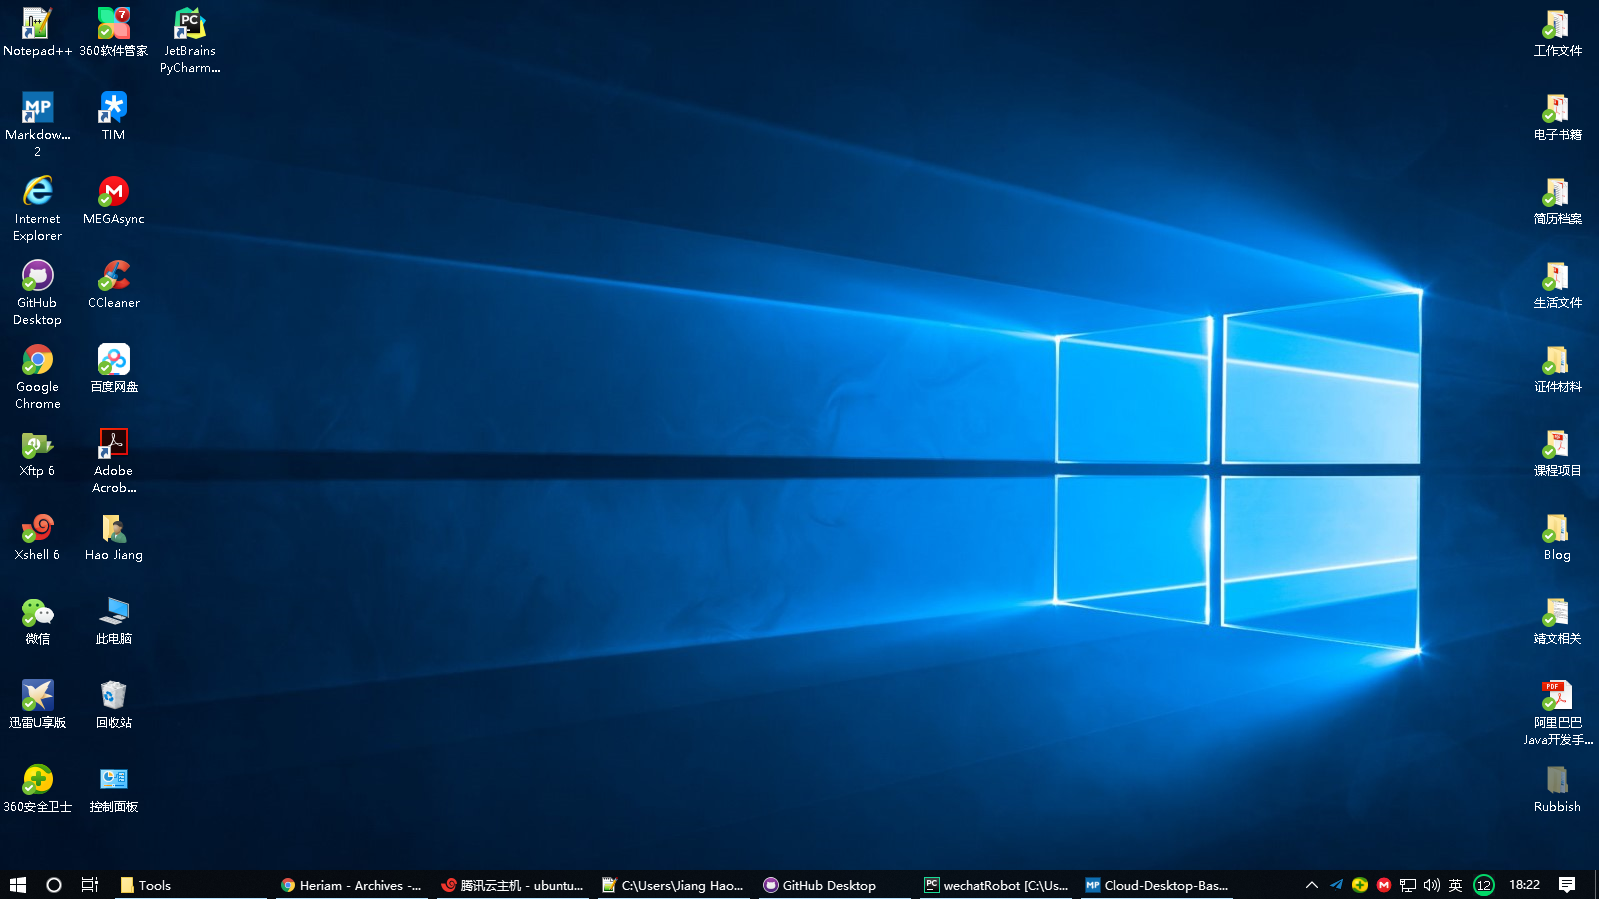 Notepad++
360软件管家
7
JetBrains
PyCharm...
PC
Markdow...
2
MP
TIM
Internet
Explorer
MEGAsync
M
GitHub
Desktop
CCleaner
Google
Chrome
百度网盘
Xftp 6
Adobe
Acrob...
Xshell 6
Hao Jiang
微信
此电脑
迅雷U享版
回收站
360安全卫士
控制面板
工作文件
电子书籍
简历档案
生活文件
证件材料
课程项目
Blog
靖文相关
PDF
阿里巴巴
Java开发手...
Rubbish
Tools
Heriam - Archives -...
腾讯云主机 - ubuntu...
C:\Users\Jiang Hao...
GitHub Desktop
PC
wechatRobot [C:\Us...
MP
Cloud-Desktop-Bas...
M
英
12
18:22